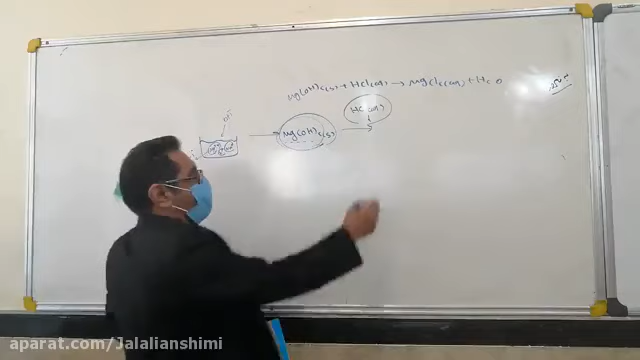 Mg(OH)₂(s) + HCl(aq) → MgCl₂(aq) + H₂O
HCl(aq)
Mg(OH)₂(s)
aparat.com/Jalalianshimi